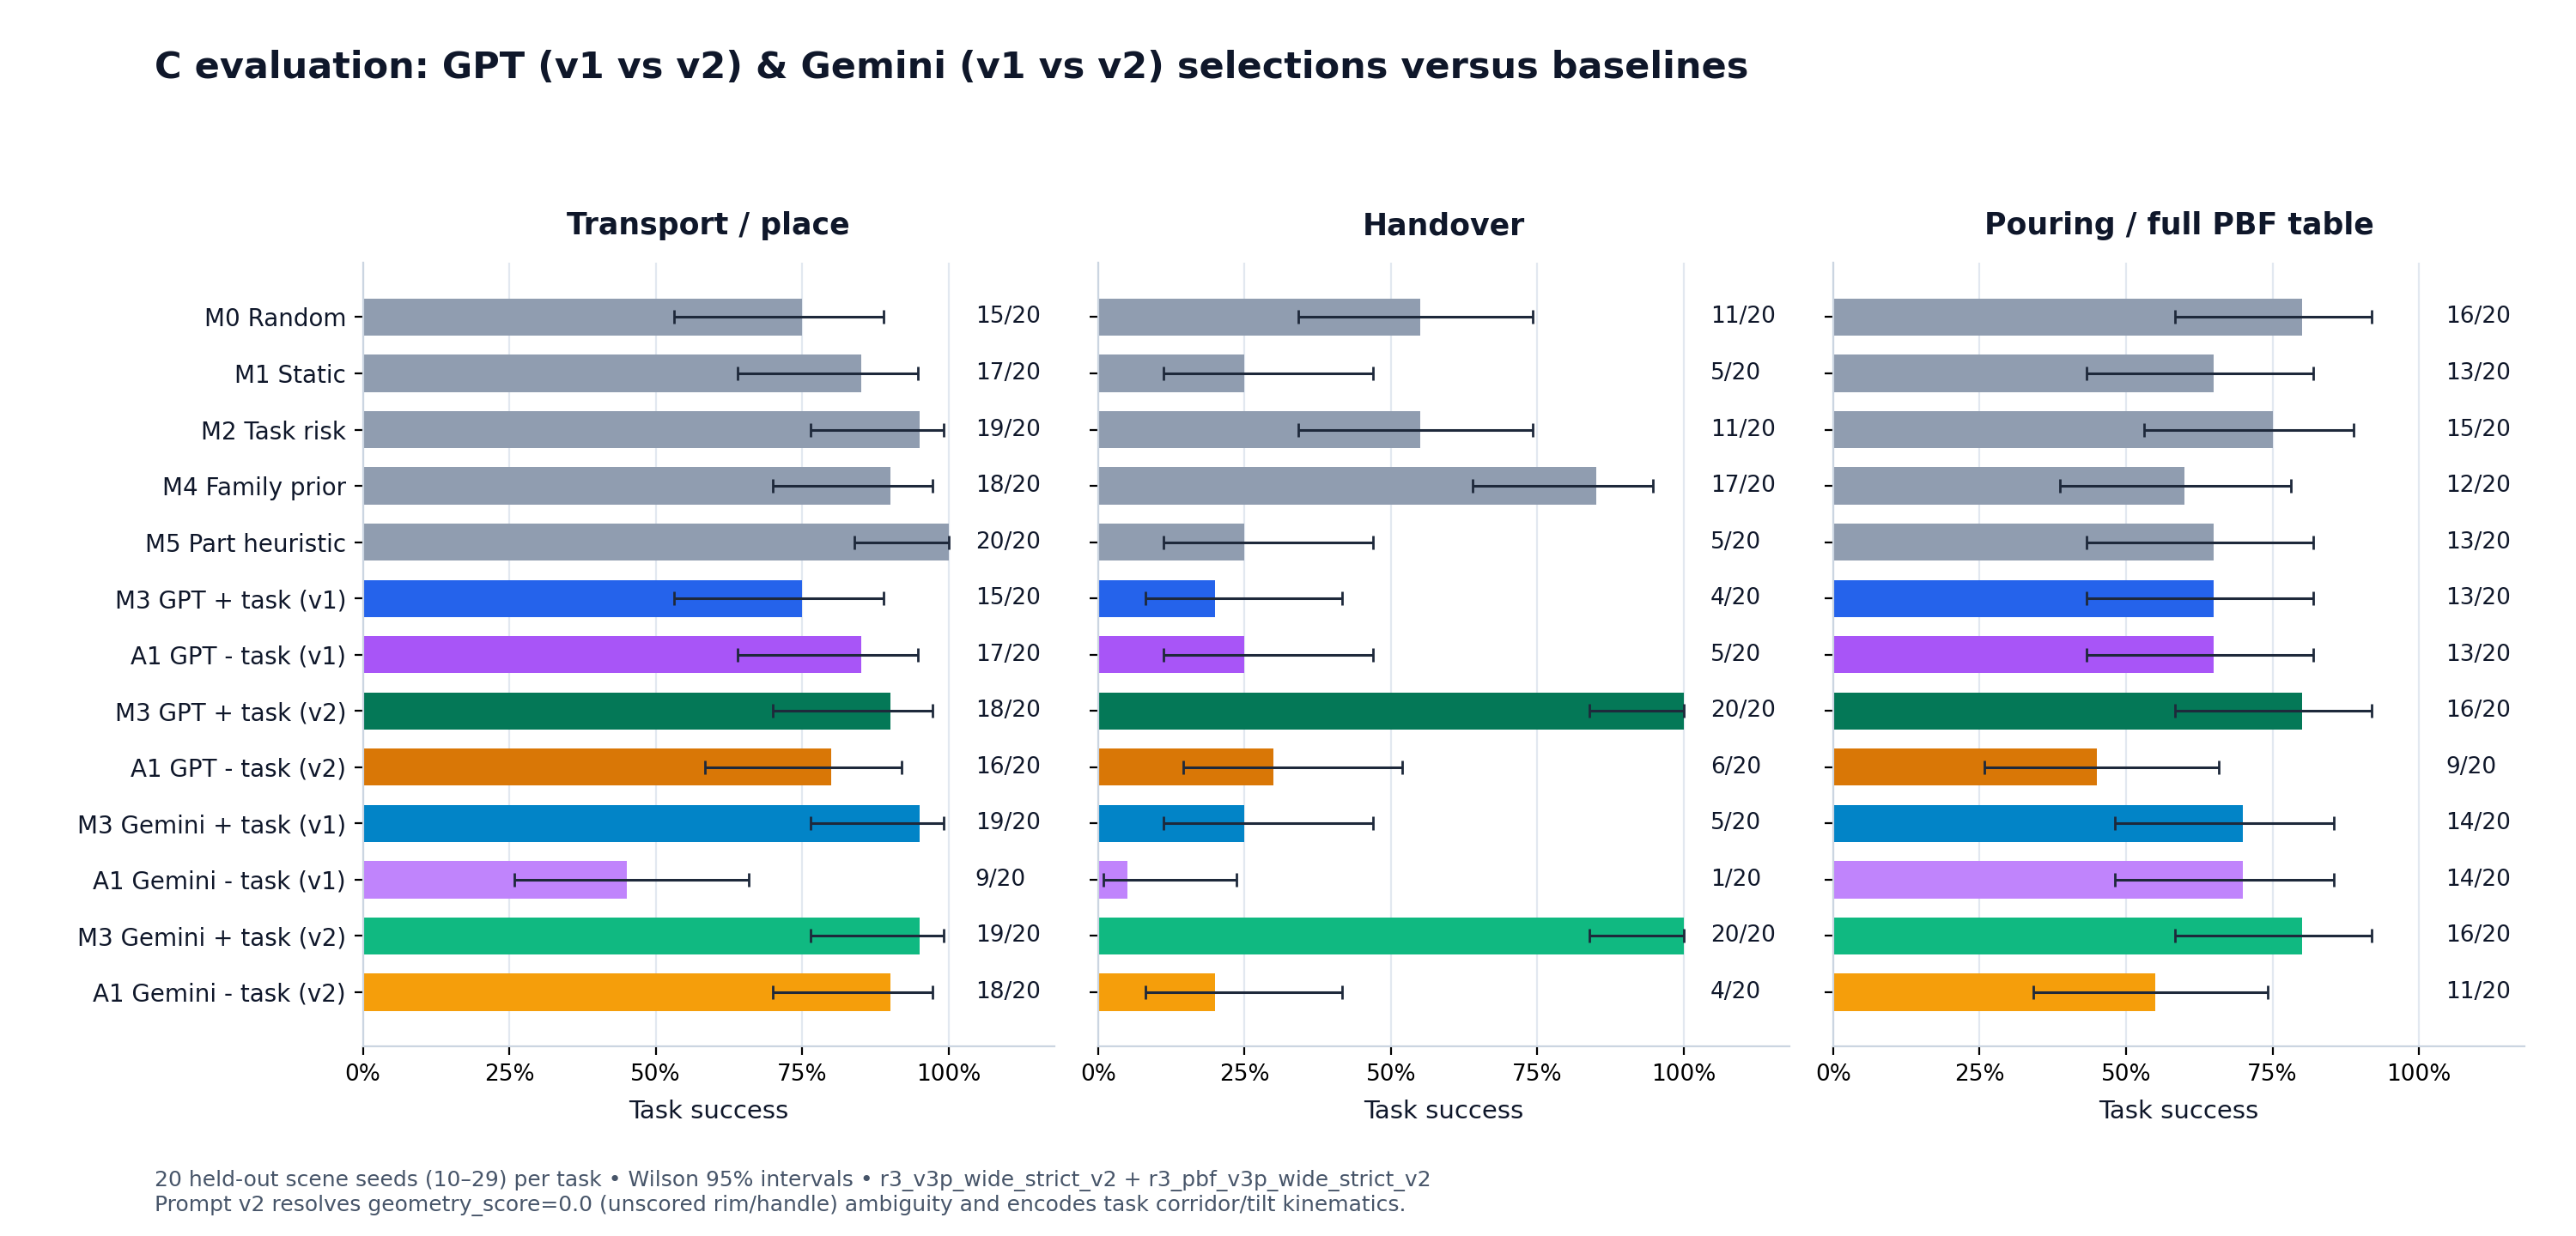 C evaluation: GPT (v1 vs v2) & Gemini (v1 vs v2) selections versus baselines
Transport / place
Handover
Pouring / full PBF table
M0 Random 15/20 11/20 16/20
M1 Static 17/20 5/20 13/20
M2 Task risk 19/20 11/20 15/20
M4 Family prior 18/20 17/20 12/20
M5 Part heuristic 20/20 5/20 13/20
M3 GPT + task (v1) 15/20 4/20 13/20
A1 GPT - task (v1) 17/20 5/20 13/20
M3 GPT + task (v2) 18/20 20/20 16/20
A1 GPT - task (v2) 16/20 6/20 9/20
M3 Gemini + task (v1) 19/20 5/20 14/20
A1 Gemini - task (v1) 9/20 1/20 14/20
M3 Gemini + task (v2) 19/20 20/20 16/20
A1 Gemini - task (v2) 18/20 4/20 11/20
0% 25% 50% 75% 100% 0% 25% 50% 75% 100% 0% 25% 50% 75% 100%
Task success Task success Task success
20 held-out scene seeds (10–29) per task • Wilson 95% intervals • r3_v3p_wide_strict_v2 + r3_pbf_v3p_wide_strict_v2
Prompt v2 resolves geometry_score=0.0 (unscored rim/handle) ambiguity and encodes task corridor/tilt kinematics.